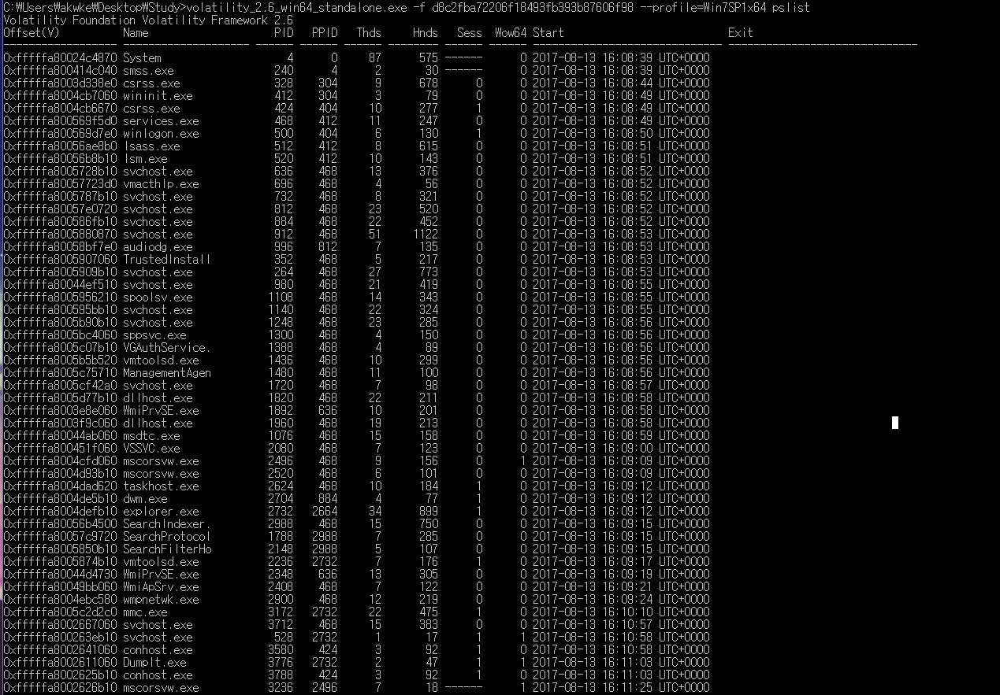 C:₩Users₩akwke₩Desktop₩Study>volatility_2.6_win64_standalone.exe -f d8c2fba72206f18493fb393b87606f98 --profile=Win7SP1x64 pslist
Volatility Foundation Volatility Framework 2.6
Offset(V) Name PID PPID Thds Hnds Sess Wow64 Start Exit
------------------ -------------------- ------ ------ ------ -------- ------ ------ ------------------------------ ------------------------------
0xfffffa80024c4870 System 4 0 87 575 ------ 0 2017-08-13 16:08:39 UTC+0000
0xfffffa800414c040 smss.exe 240 4 2 30 ------ 0 2017-08-13 16:08:39 UTC+0000
0xfffffa8003d338e0 csrss.exe 328 304 9 678 0 0 2017-08-13 16:08:44 UTC+0000
0xfffffa8004cb7060 wininit.exe 412 304 3 79 0 0 2017-08-13 16:08:49 UTC+0000
0xfffffa8004cb6670 csrss.exe 424 404 10 277 1 0 2017-08-13 16:08:49 UTC+0000
0xfffffa800569f5d0 services.exe 468 412 11 247 0 0 2017-08-13 16:08:49 UTC+0000
0xfffffa800569d7e0 winlogon.exe 500 404 6 130 1 0 2017-08-13 16:08:50 UTC+0000
0xfffffa80056ae8b0 lsass.exe 512 412 8 615 0 0 2017-08-13 16:08:51 UTC+0000
0xfffffa80056b8b10 lsm.exe 520 412 10 143 0 0 2017-08-13 16:08:51 UTC+0000
0xfffffa8005728b10 svchost.exe 636 468 13 376 0 0 2017-08-13 16:08:52 UTC+0000
0xfffffa80057723d0 vmacthlp.exe 696 468 4 56 0 0 2017-08-13 16:08:52 UTC+0000
0xfffffa8005787b10 svchost.exe 732 468 8 321 0 0 2017-08-13 16:08:52 UTC+0000
0xfffffa80057e0720 svchost.exe 812 468 23 520 0 0 2017-08-13 16:08:52 UTC+0000
0xfffffa800586fb10 svchost.exe 884 468 22 452 0 0 2017-08-13 16:08:52 UTC+0000
0xfffffa8005880870 svchost.exe 912 468 51 1122 0 0 2017-08-13 16:08:53 UTC+0000
0xfffffa80058bf7e0 audiodg.exe 996 812 7 135 0 0 2017-08-13 16:08:53 UTC+0000
0xfffffa8005907060 TrustedInstall 352 468 5 217 0 0 2017-08-13 16:08:53 UTC+0000
0xfffffa8005909b10 svchost.exe 264 468 27 773 0 0 2017-08-13 16:08:53 UTC+0000
0xfffffa80044ef510 svchost.exe 980 468 21 419 0 0 2017-08-13 16:08:55 UTC+0000
0xfffffa8005956210 spoolsv.exe 1108 468 14 343 0 0 2017-08-13 16:08:55 UTC+0000
0xfffffa800595bb10 svchost.exe 1140 468 22 324 0 0 2017-08-13 16:08:55 UTC+0000
0xfffffa8005b90b10 svchost.exe 1248 468 23 285 0 0 2017-08-13 16:08:56 UTC+0000
0xfffffa8005bc4060 sppsvc.exe 1300 468 4 150 0 0 2017-08-13 16:08:56 UTC+0000
0xfffffa8005c07b10 VGAuthService. 1388 468 4 89 0 0 2017-08-13 16:08:56 UTC+0000
0xfffffa8005b5b520 vmtoolsd.exe 1436 468 10 299 0 0 2017-08-13 16:08:56 UTC+0000
0xfffffa8005c75710 ManagementAgen 1480 468 11 100 0 0 2017-08-13 16:08:56 UTC+0000
0xfffffa8005cf42a0 svchost.exe 1720 468 7 98 0 0 2017-08-13 16:08:57 UTC+0000
0xfffffa8005d77b10 dllhost.exe 1820 468 22 211 0 0 2017-08-13 16:08:58 UTC+0000
0xfffffa8003e8e060 WmiPrvSE.exe 1892 636 10 201 0 0 2017-08-13 16:08:58 UTC+0000
0xfffffa8003f9c060 dllhost.exe 1960 468 19 213 0 0 2017-08-13 16:08:58 UTC+0000
0xfffffa80044ab060 msdtc.exe 1076 468 15 158 0 0 2017-08-13 16:08:59 UTC+0000
0xfffffa800451f060 VSSVC.exe 2080 468 7 123 0 0 2017-08-13 16:09:00 UTC+0000
0xfffffa8004cfd060 mscorsvw.exe 2496 468 9 156 0 1 2017-08-13 16:09:09 UTC+0000
0xfffffa8004d93b10 mscorsvw.exe 2520 468 6 101 0 0 2017-08-13 16:09:09 UTC+0000
0xfffffa8004dad620 taskhost.exe 2624 468 10 184 1 0 2017-08-13 16:09:12 UTC+0000
0xfffffa8004de5b10 dwm.exe 2704 884 4 77 1 0 2017-08-13 16:09:12 UTC+0000
0xfffffa8004defb10 explorer.exe 2732 2664 34 899 1 0 2017-08-13 16:09:12 UTC+0000
0xfffffa80056b4500 SearchIndexer. 2988 468 15 750 0 0 2017-08-13 16:09:15 UTC+0000
0xfffffa80057c9720 SearchProtocol 1788 2988 7 285 0 0 2017-08-13 16:09:15 UTC+0000
0xfffffa8005850b10 SearchFilterHo 2148 2988 5 107 0 0 2017-08-13 16:09:15 UTC+0000
0xfffffa8005874b10 vmtoolsd.exe 2236 2732 7 176 1 0 2017-08-13 16:09:17 UTC+0000
0xfffffa80044d4730 WmiPrvSE.exe 2348 636 13 305 0 0 2017-08-13 16:09:19 UTC+0000
0xfffffa80049bb060 WmiApSrv.exe 2408 468 7 122 0 0 2017-08-13 16:09:21 UTC+0000
0xfffffa8004ebc580 wmpnetwk.exe 2900 468 12 219 0 0 2017-08-13 16:09:24 UTC+0000
0xfffffa8005c2d2c0 mmc.exe 3172 2732 22 475 1 0 2017-08-13 16:10:10 UTC+0000
0xfffffa8002667060 svchost.exe 3712 468 15 383 0 0 2017-08-13 16:10:57 UTC+0000
0xfffffa800263eb10 svchost.exe 528 2732 1 17 1 1 2017-08-13 16:10:58 UTC+0000
0xfffffa8002641060 conhost.exe 3580 424 3 92 1 0 2017-08-13 16:10:58 UTC+0000
0xfffffa8002611060 DumpIt.exe 3776 2732 2 47 1 1 2017-08-13 16:11:03 UTC+0000
0xfffffa8002625b10 conhost.exe 3788 424 3 92 1 0 2017-08-13 16:11:03 UTC+0000
0xfffffa8002626b10 mscorsvw.exe 3236 2496 7 18 ------ 1 2017-08-13 16:11:25 UTC+0000